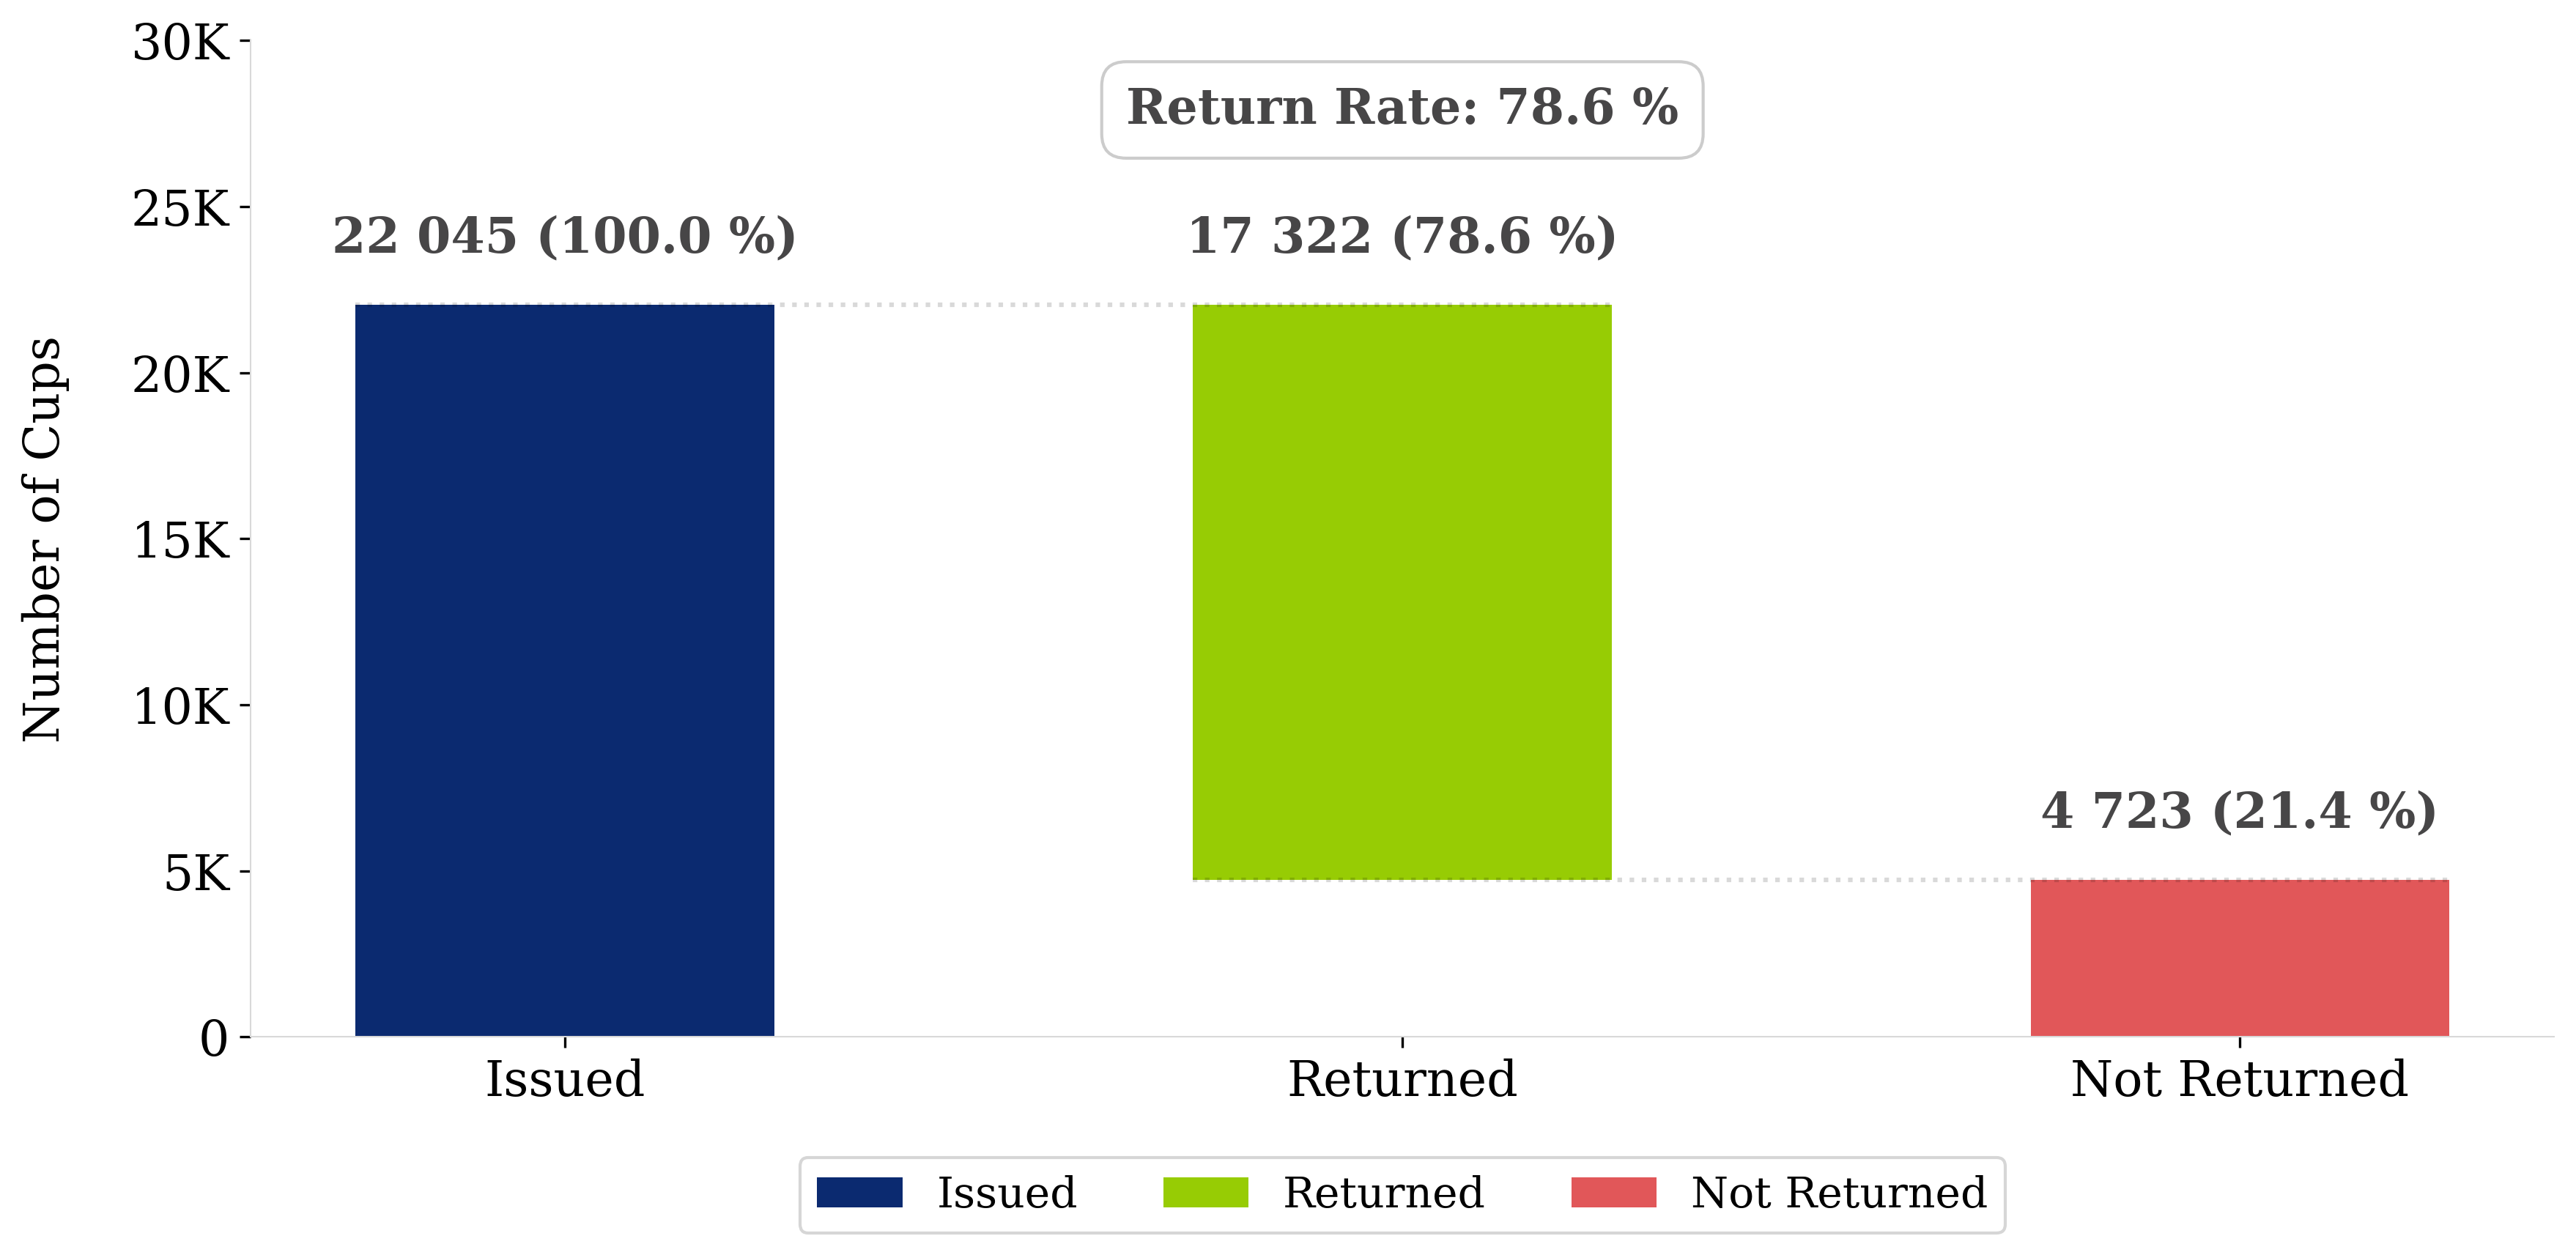 30K
25K
20K
15K
10K
5K
0
Number of Cups
Return Rate: 78.6 %
22 045 (100.0 %)
17 322 (78.6 %)
4 723 (21.4 %)
Issued
Returned
Not Returned
Issued
Returned
Not Returned